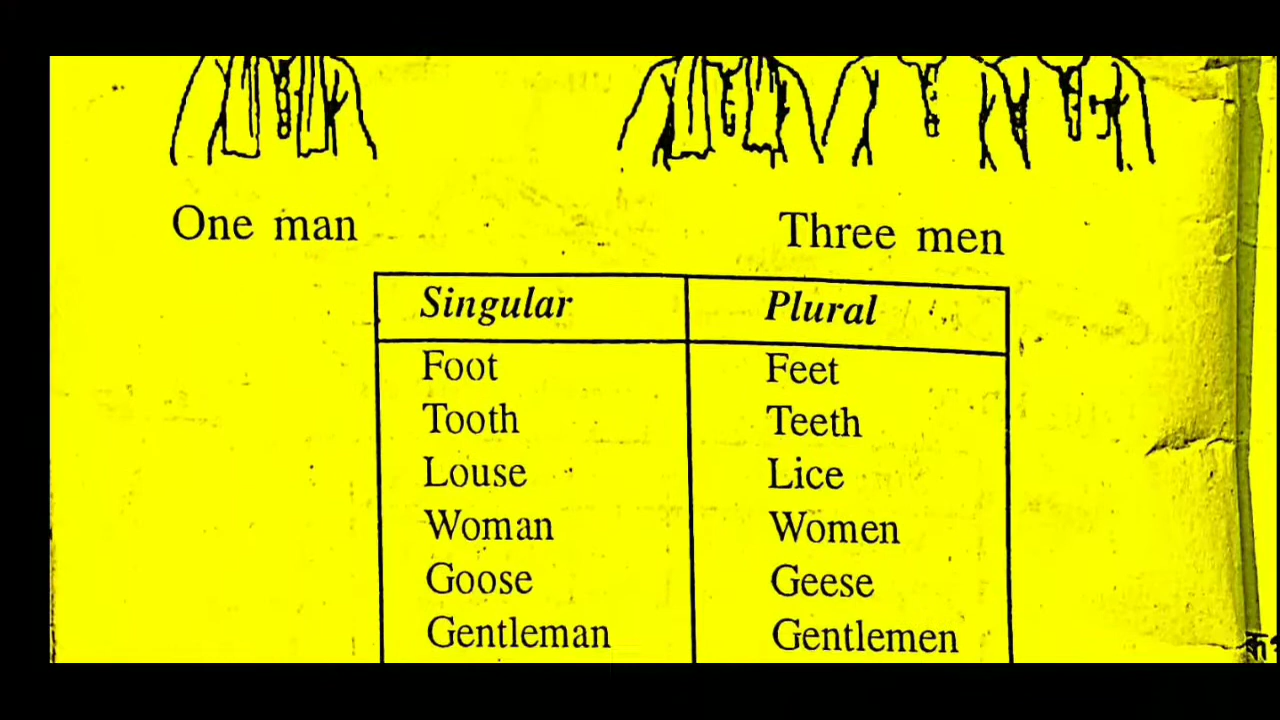 One man Three men
Singular Plural
Foot Feet
Tooth Teeth
Louse Lice
Woman Women
Goose Geese
Gentleman Gentlemen